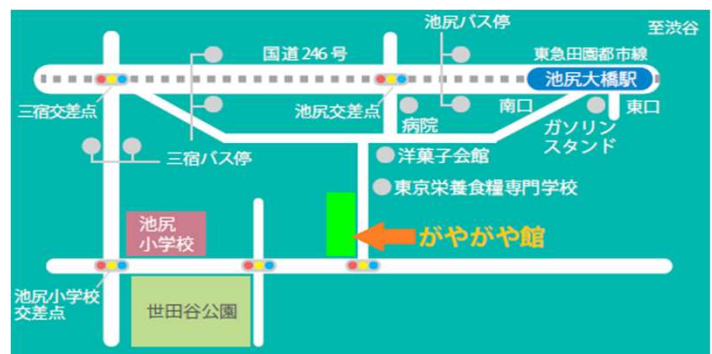 池尻バス停
至渋谷
国道246号
東急田園都市線
池尻大橋駅
三宿交差点
池尻交差点
南口
東口
病院
ガソリン
スタンド
三宿バス停
洋菓子会館
東京栄養食糧専門学校
池尻
小学校
がやがや館
池尻小学校
交差点
世田谷公園